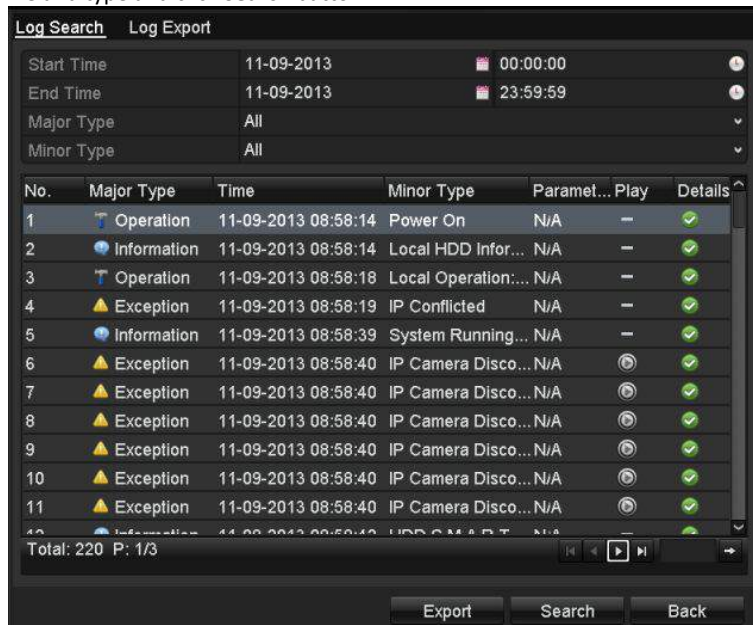 Log Search Log Export
Start Time 11-09-2013 00:00:00
End Time 11-09-2013 23:59:59
Major Type All
Minor Type All
No. Major Type Time Minor Type Paramet... Play Details
1 Operation 11-09-2013 08:58:14 Power On N/A –
2 Information 11-09-2013 08:58:14 Local HDD Infor... N/A –
3 Operation 11-09-2013 08:58:18 Local Operation:... N/A –
4 Exception 11-09-2013 08:58:19 IP Conflicted N/A –
5 Information 11-09-2013 08:58:39 System Running... N/A –
6 Exception 11-09-2013 08:58:40 IP Camera Disco... N/A
7 Exception 11-09-2013 08:58:40 IP Camera Disco... N/A
8 Exception 11-09-2013 08:58:40 IP Camera Disco... N/A
9 Exception 11-09-2013 08:58:40 IP Camera Disco... N/A
10 Exception 11-09-2013 08:58:40 IP Camera Disco... N/A
11 Exception 11-09-2013 08:58:40 IP Camera Disco... N/A
Total: 220 P: 1/3
Export Search Back